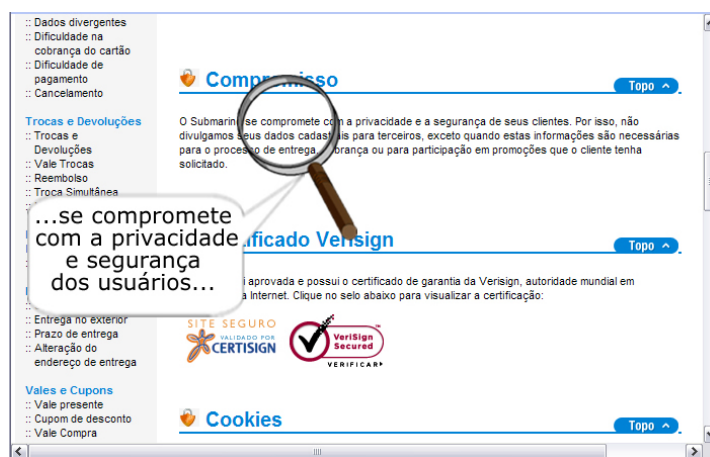 :: Dados divergentes
:: Dificuldade na
cobrança do cartão
:: Dificuldade de
pagamento
:: Cancelamento
Trocas e Devoluções
:: Trocas e
Devoluções
:: Vale Trocas
:: Reembolso
:: Troca Simultânea
:: Entrega no exterior
:: Prazo de entrega
:: Alteração do
endereço de entrega
Vales e Cupons
:: Vale presente
:: Cupom de desconto
:: Vale Compra
Compromisso
Topo
O Submarino se compromete com a privacidade e a segurança de seus clientes. Por isso, não
divulgamos seus dados cadastrais para terceiros, exceto quando estas informações são necessárias
para o processo de entrega, cobrança ou para participação em promoções que o cliente tenha
solicitado.
...se compromete
com a privacidade
e segurança
dos usuários...
Verisign
Topo
aprovada e possui o certificado de garantia da Verisign, autoridade mundial em
Internet. Clique no selo abaixo para visualizar a certificação:
SITE SEGURO
VALIDADO POR
CERTISIGN
VeriSign
Secured
VERIFICAR
Cookies
Topo